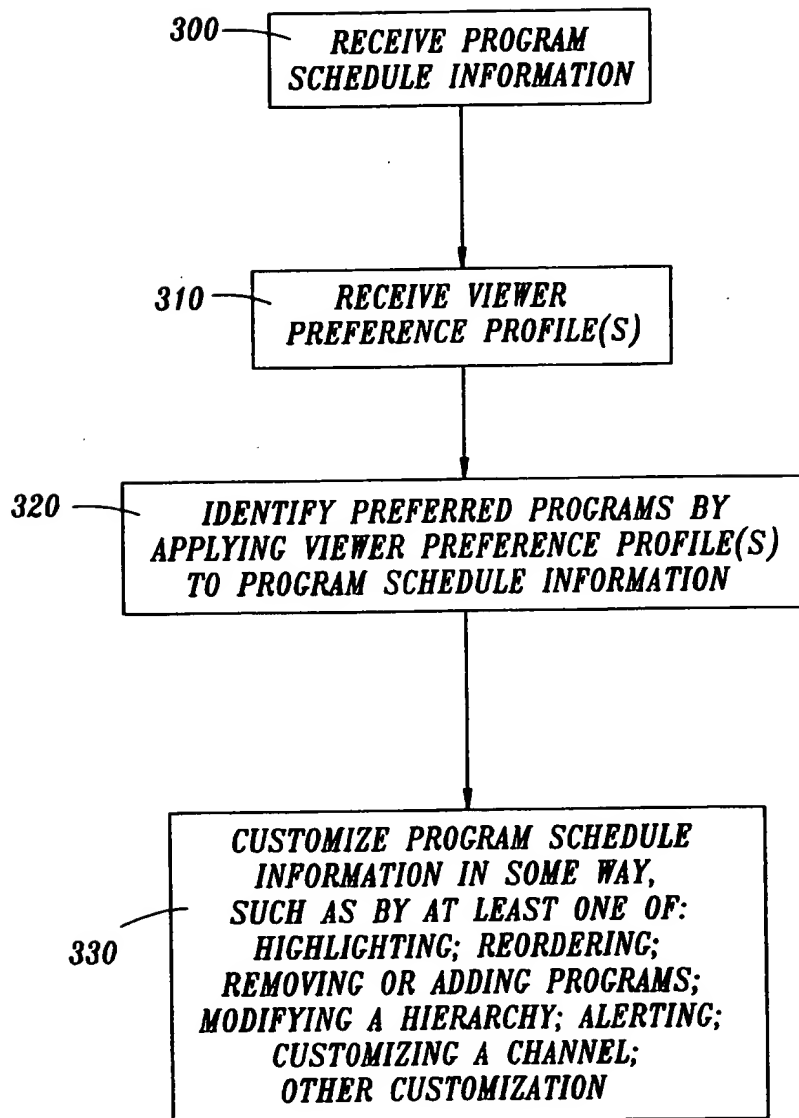 300
RECEIVE PROGRAM
SCHEDULE INFORMATION
310
RECEIVE VIEWER
PREFERENCE PROFILE(S)
320
IDENTIFY PREFERRED PROGRAMS BY
APPLYING VIEWER PREFERENCE PROFILE(S)
TO PROGRAM SCHEDULE INFORMATION
330
CUSTOMIZE PROGRAM SCHEDULE
INFORMATION IN SOME WAY,
SUCH AS BY AT LEAST ONE OF:
HIGHLIGHTING; REORDERING;
REMOVING OR ADDING PROGRAMS;
MODIFYING A HIERARCHY; ALERTING;
CUSTOMIZING A CHANNEL;
OTHER CUSTOMIZATION